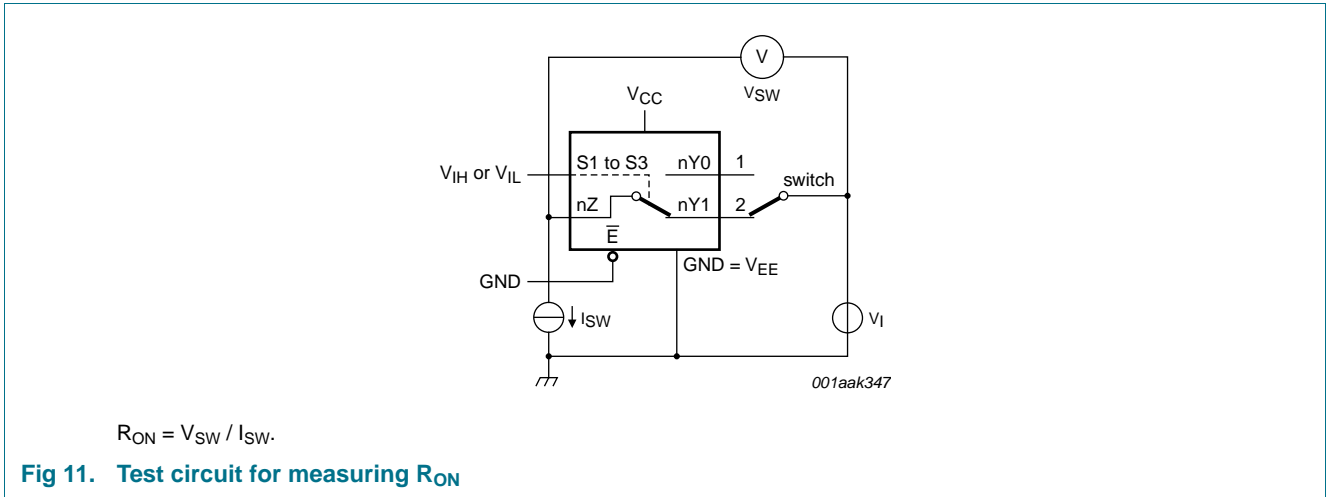 V
VSW
VCC
S1 to S3
nY0
1
VIH or VIL
switch
nZ
nY1
2
E
GND = VEE
GND
ISW
VI
001aak347
RON = VSW / ISW.
Fig 11. Test circuit for measuring RON